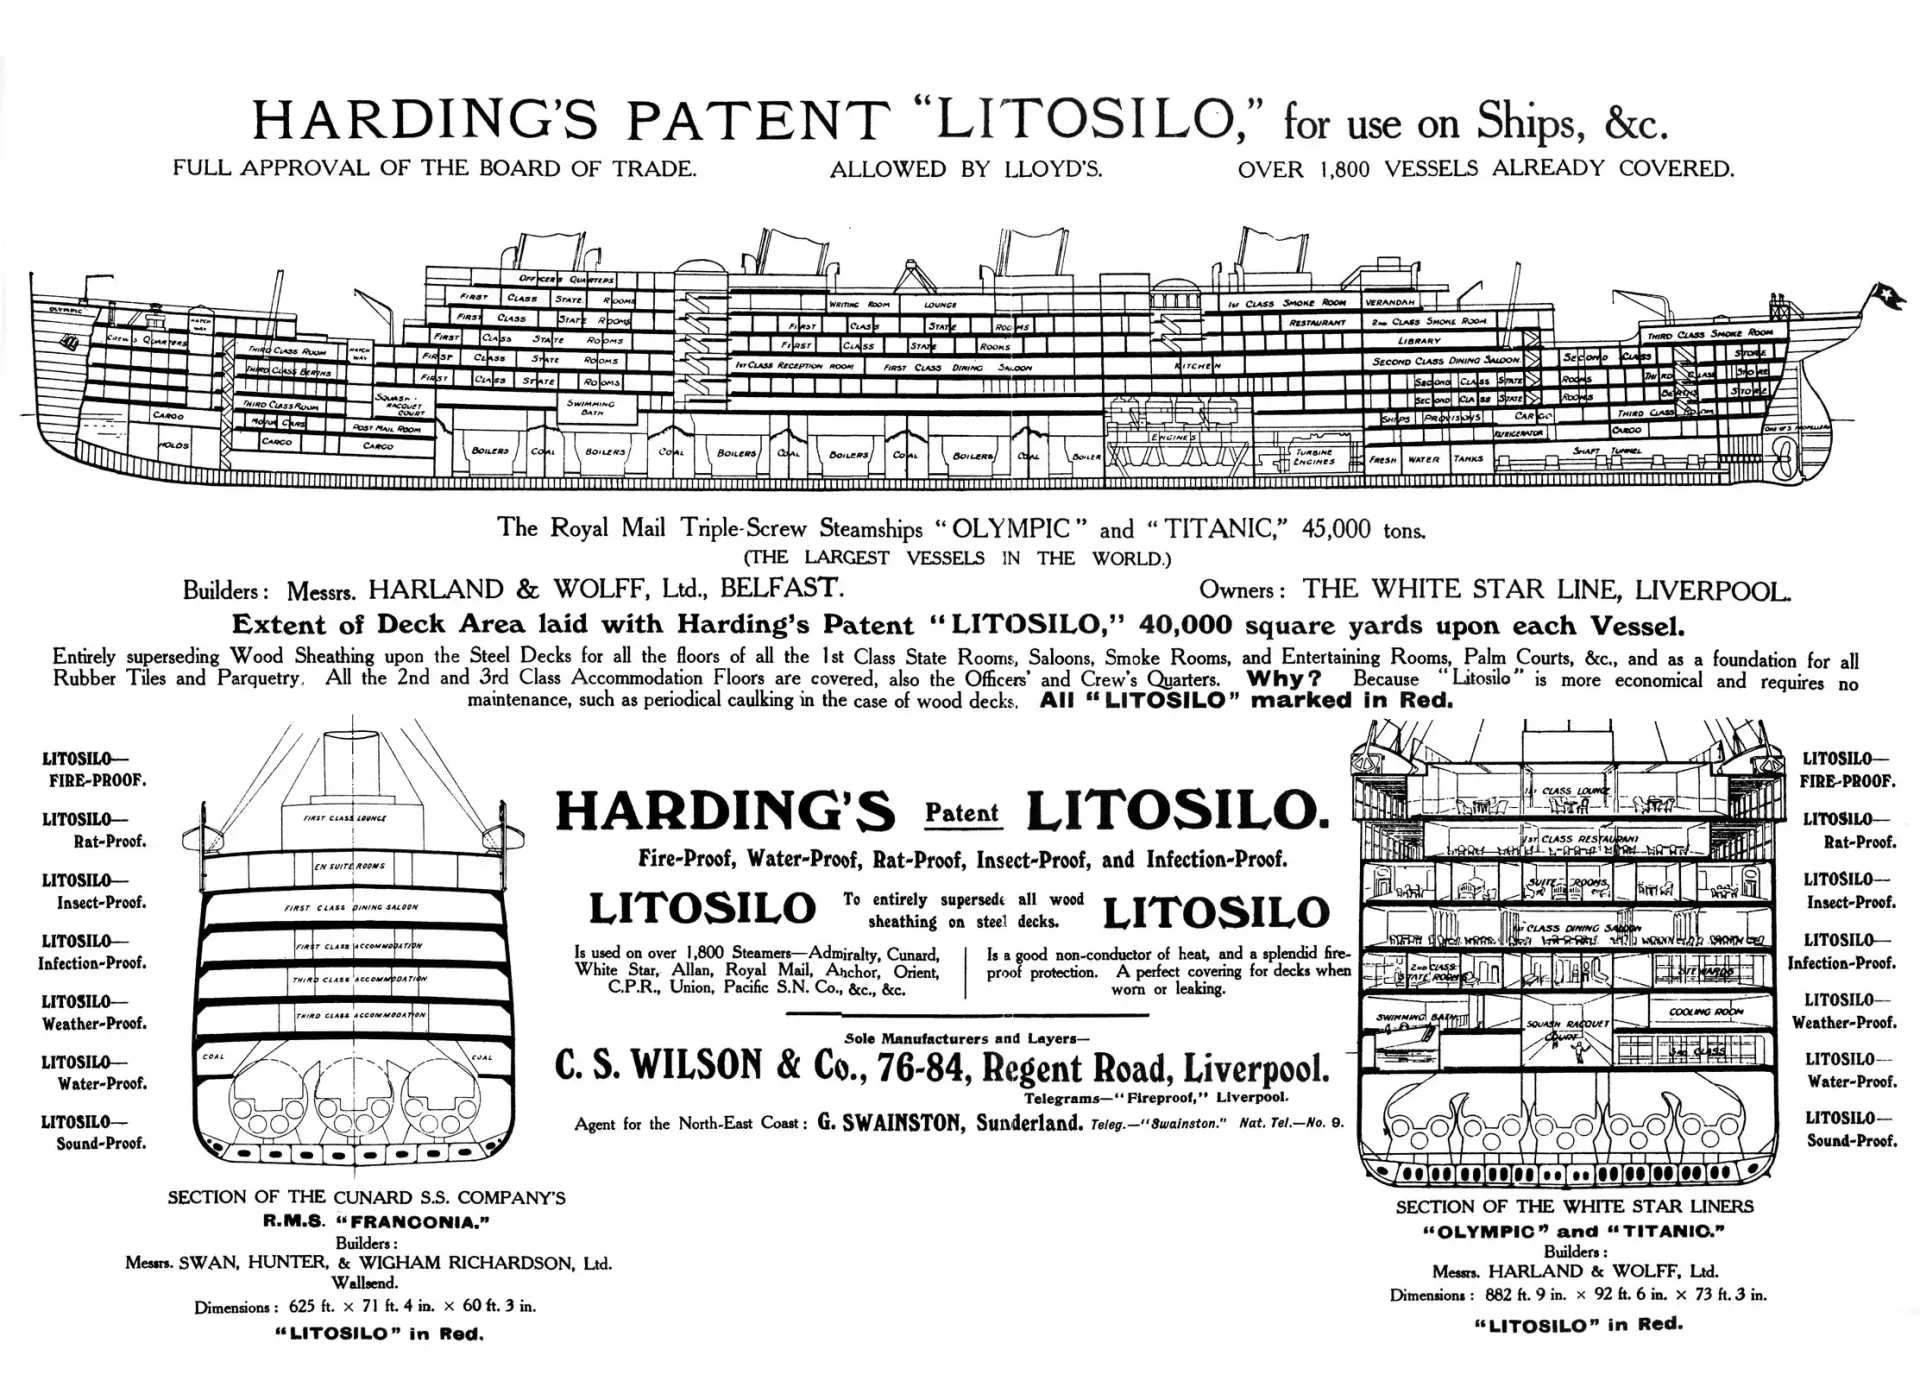 HARDING'S PATENT "LITOSILO," for use on Ships, &c.
FULL APPROVAL OF THE BOARD OF TRADE. ALLOWED BY LLOYD'S. OVER 1,800 VESSELS ALREADY COVERED.
OFFICER'S QUARTERS
FIRST CLASS STATE ROOMS
WRITING ROOM LOUNGE
1st CLASS SMOKE ROOM VERANDAH
OLYMPIC
HATCH WAY
FIRST CLASS STATE ROOMS
FIRST CLASS STATE ROOMS
RESTAURANT 2ND CLASS SMOKE ROOM
THIRD CLASS SMOKE ROOM
CREW'S QUARTERS
THIRD CLASS ROOM
HATCH WAY
FIRST CLASS STATE ROOMS
FIRST CLASS STATE ROOMS
LIBRARY
FIRST CLASS STATE ROOMS
1ST CLASS RECEPTION ROOM FIRST CLASS DINING SALOON
KITCHEN
SECOND CLASS DINING SALOON
SECOND CLASS
STORE
THIRD CLASS BERTHS
FIRST CLASS STATE ROOMS
SECOND CLASS STATE ROOMS
THIRD CLASS
STORE
THIRD CLASS ROOM
SQUASH RACQUET COURT
SWIMMING BATH
SECOND CLASS STATE ROOMS
BERTHS
STORE
CARGO
MOTOR CARS
POST MAIL ROOM
SHIPS PROVISIONS CARGO
THIRD CLASS ROOM
REFRIGERATOR
CARGO
ONE OF 3 PROPELLERS
HOLDS
CARGO
CARGO
BOILERS COAL BOILERS COAL BOILERS COAL BOILERS COAL BOILERS COAL BOILER
ENGINES
TURBINE ENGINES
FRESH WATER TANKS
SHAFT TUNNEL
The Royal Mail Triple-Screw Steamships "OLYMPIC" and "TITANIC," 45,000 tons.
(THE LARGEST VESSELS IN THE WORLD.)
Builders: Messrs. HARLAND & WOLFF, Ltd., BELFAST. Owners: THE WHITE STAR LINE, LIVERPOOL.
Extent of Deck Area laid with Harding's Patent "LITOSILO," 40,000 square yards upon each Vessel.
Entirely superseding Wood Sheathing upon the Steel Decks for all the floors of all the 1st Class State Rooms, Saloons, Smoke Rooms, and Entertaining Rooms, Palm Courts, &c., and as a foundation for all
Rubber Tiles and Parquetry. All the 2nd and 3rd Class Accommodation Floors are covered, also the Officers' and Crew's Quarters. Why? Because "Litosilo" is more economical and requires no
maintenance, such as periodical caulking in the case of wood decks. All "LITOSILO" marked in Red.
LITOSILO—
FIRE-PROOF.
LITOSILO—
Rat-Proof.
LITOSILO—
Insect-Proof.
LITOSILO—
Infection-Proof.
LITOSILO—
Weather-Proof.
LITOSILO—
Water-Proof.
LITOSILO—
Sound-Proof.
FIRST CLASS LOUNGE
EN SUITE ROOMS
FIRST CLASS DINING SALOON
FIRST CLASS ACCOMMODATION
THIRD CLASS ACCOMMODATION
THIRD CLASS ACCOMMODATION
COAL COAL
SECTION OF THE CUNARD S.S. COMPANY'S
R.M.S. "FRANCONIA."
Builders:
Messrs. SWAN, HUNTER, & WIGHAM RICHARDSON, Ltd.
Wallsend.
Dimensions: 625 ft. × 71 ft. 4 in. × 60 ft. 3 in.
"LITOSILO" in Red.
HARDING'S Patent LITOSILO.
Fire-Proof, Water-Proof, Rat-Proof, Insect-Proof, and Infection-Proof.
LITOSILO To entirely supersede all wood
sheathing on steel decks. LITOSILO
Is used on over 1,800 Steamers—Admiralty, Cunard,
White Star, Allan, Royal Mail, Anchor, Orient,
C.P.R., Union, Pacific S.N. Co., &c., &c.
Is a good non-conductor of heat, and a splendid fire-
proof protection. A perfect covering for decks when
worn or leaking.
Sole Manufacturers and Layers—
C. S. WILSON & Co., 76-84, Regent Road, Liverpool.
Telegrams—"Fireproof," Liverpool.
Agent for the North-East Coast: G. SWAINSTON, Sunderland. Teleg.—"Swainston." Nat. Tel.—No. 9.
1ST CLASS LOUNGE
1ST CLASS RESTAURANT
SUITE ROOMS
1ST CLASS DINING SALOON
2ND CLASS STATE ROOMS
STEWARDS
SWIMMING BATH
SQUASH RACQUET COURT
COOLING ROOM
3RD CLASS
SECTION OF THE WHITE STAR LINERS
"OLYMPIC" and "TITANIC."
Builders:
Messrs. HARLAND & WOLFF, Ltd.
Dimensions: 882 ft. 9 in. × 92 ft. 6 in. × 73 ft. 3 in.
"LITOSILO" in Red.
LITOSILO—
FIRE-PROOF.
LITOSILO—
Rat-Proof.
LITOSILO—
Insect-Proof.
LITOSILO—
Infection-Proof.
LITOSILO—
Weather-Proof.
LITOSILO—
Water-Proof.
LITOSILO—
Sound-Proof.